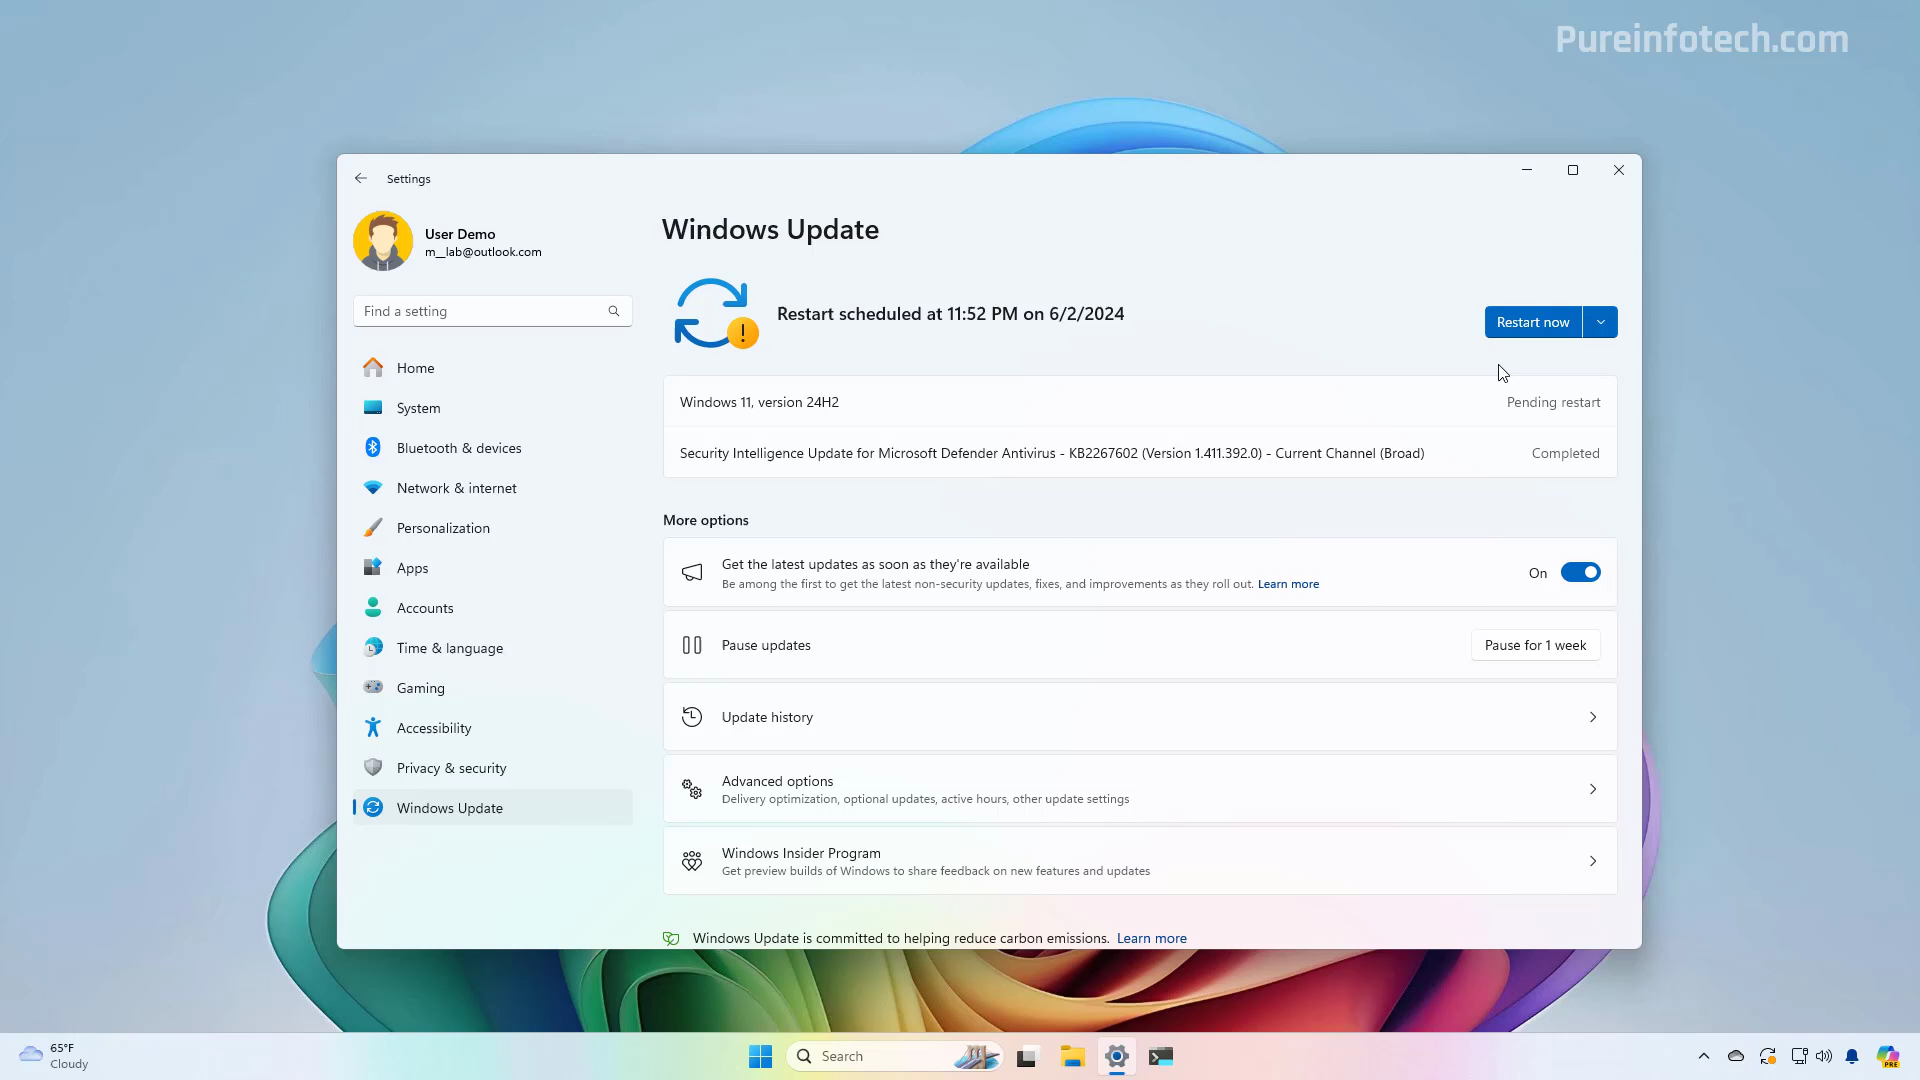 Pureinfotech.com
Settings
User Demo
m__lab@outlook.com
Find a setting
Home
System
Bluetooth & devices
Network & internet
Personalization
Apps
Accounts
Time & language
Gaming
Accessibility
Privacy & security
Windows Update
Windows Update
Restart scheduled at 11:52 PM on 6/2/2024
Restart now
Windows 11, version 24H2
Pending restart
Security Intelligence Update for Microsoft Defender Antivirus - KB2267602 (Version 1.411.392.0) - Current Channel (Broad)
Completed
More options
Get the latest updates as soon as they're available
Be among the first to get the latest non-security updates, fixes, and improvements as they roll out. Learn more
On
Pause updates
Pause for 1 week
Update history
Advanced options
Delivery optimization, optional updates, active hours, other update settings
Windows Insider Program
Get preview builds of Windows to share feedback on new features and updates
Windows Update is committed to helping reduce carbon emissions. Learn more
65°F
Cloudy
Search
PRE